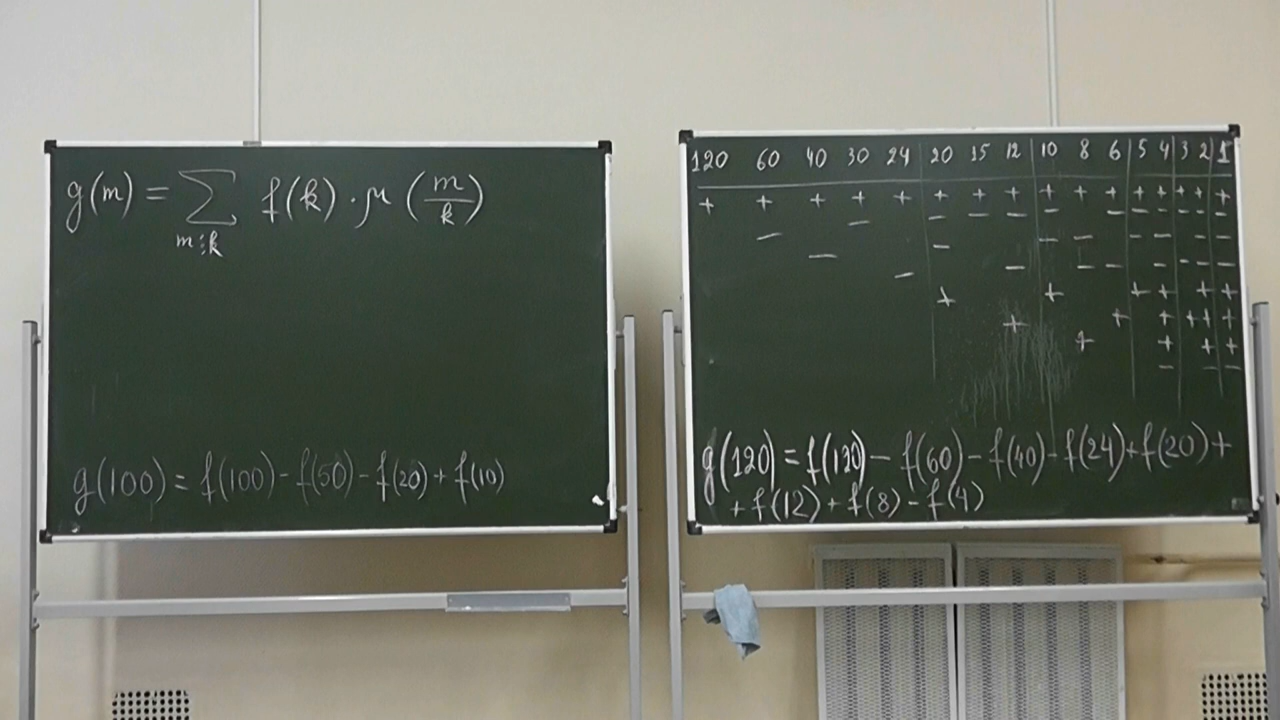 g(m) = ∑ f(k) · μ (m/k)
m⋮k
g(100) = f(100) - f(50) - f(20) + f(10)
120 60 40 30 24 20 15 12 10 8 6 5 4 3 2 1
+ + + + + + + + + + + + + + + +
− − − − − − − − − −
− − − − − − − −
− − − − − − − − −
+ + + + + +
+ + + + + + +
+ + + +
− − −
g(120) = f(120) − f(60) − f(40) − f(24) + f(20) +
+ f(12) + f(8) − f(4)